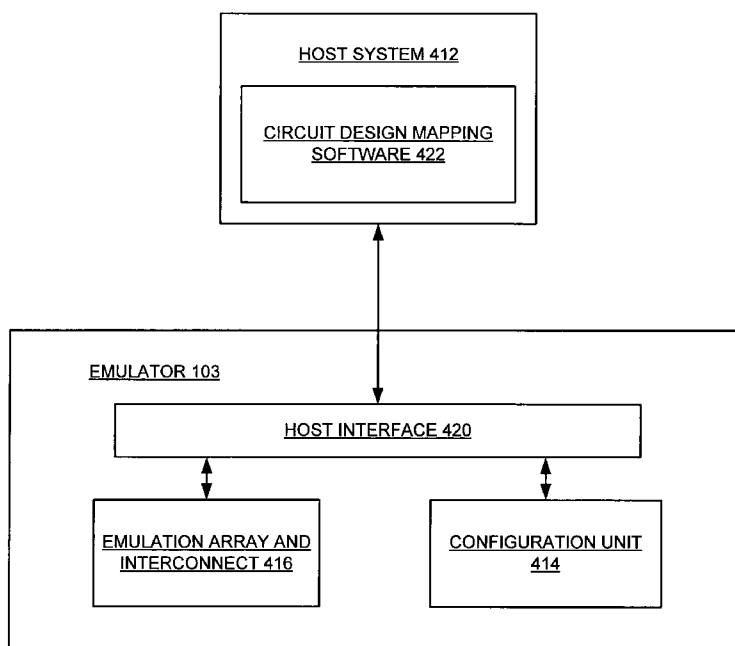 HOST SYSTEM 412
CIRCUIT DESIGN MAPPING
SOFTWARE 422
EMULATOR 103
HOST INTERFACE 420
EMULATION ARRAY AND
INTERCONNECT 416
CONFIGURATION UNIT
414